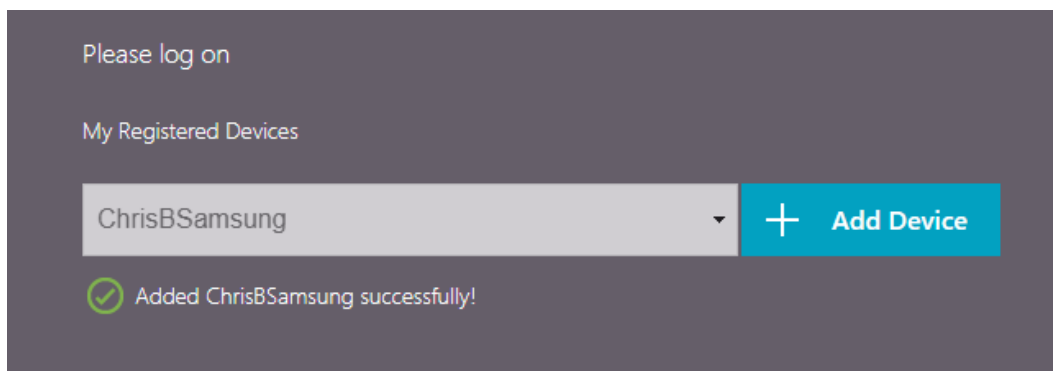 Please log on
My Registered Devices
ChrisBSamsung
Add Device
Added ChrisBSamsung successfully!